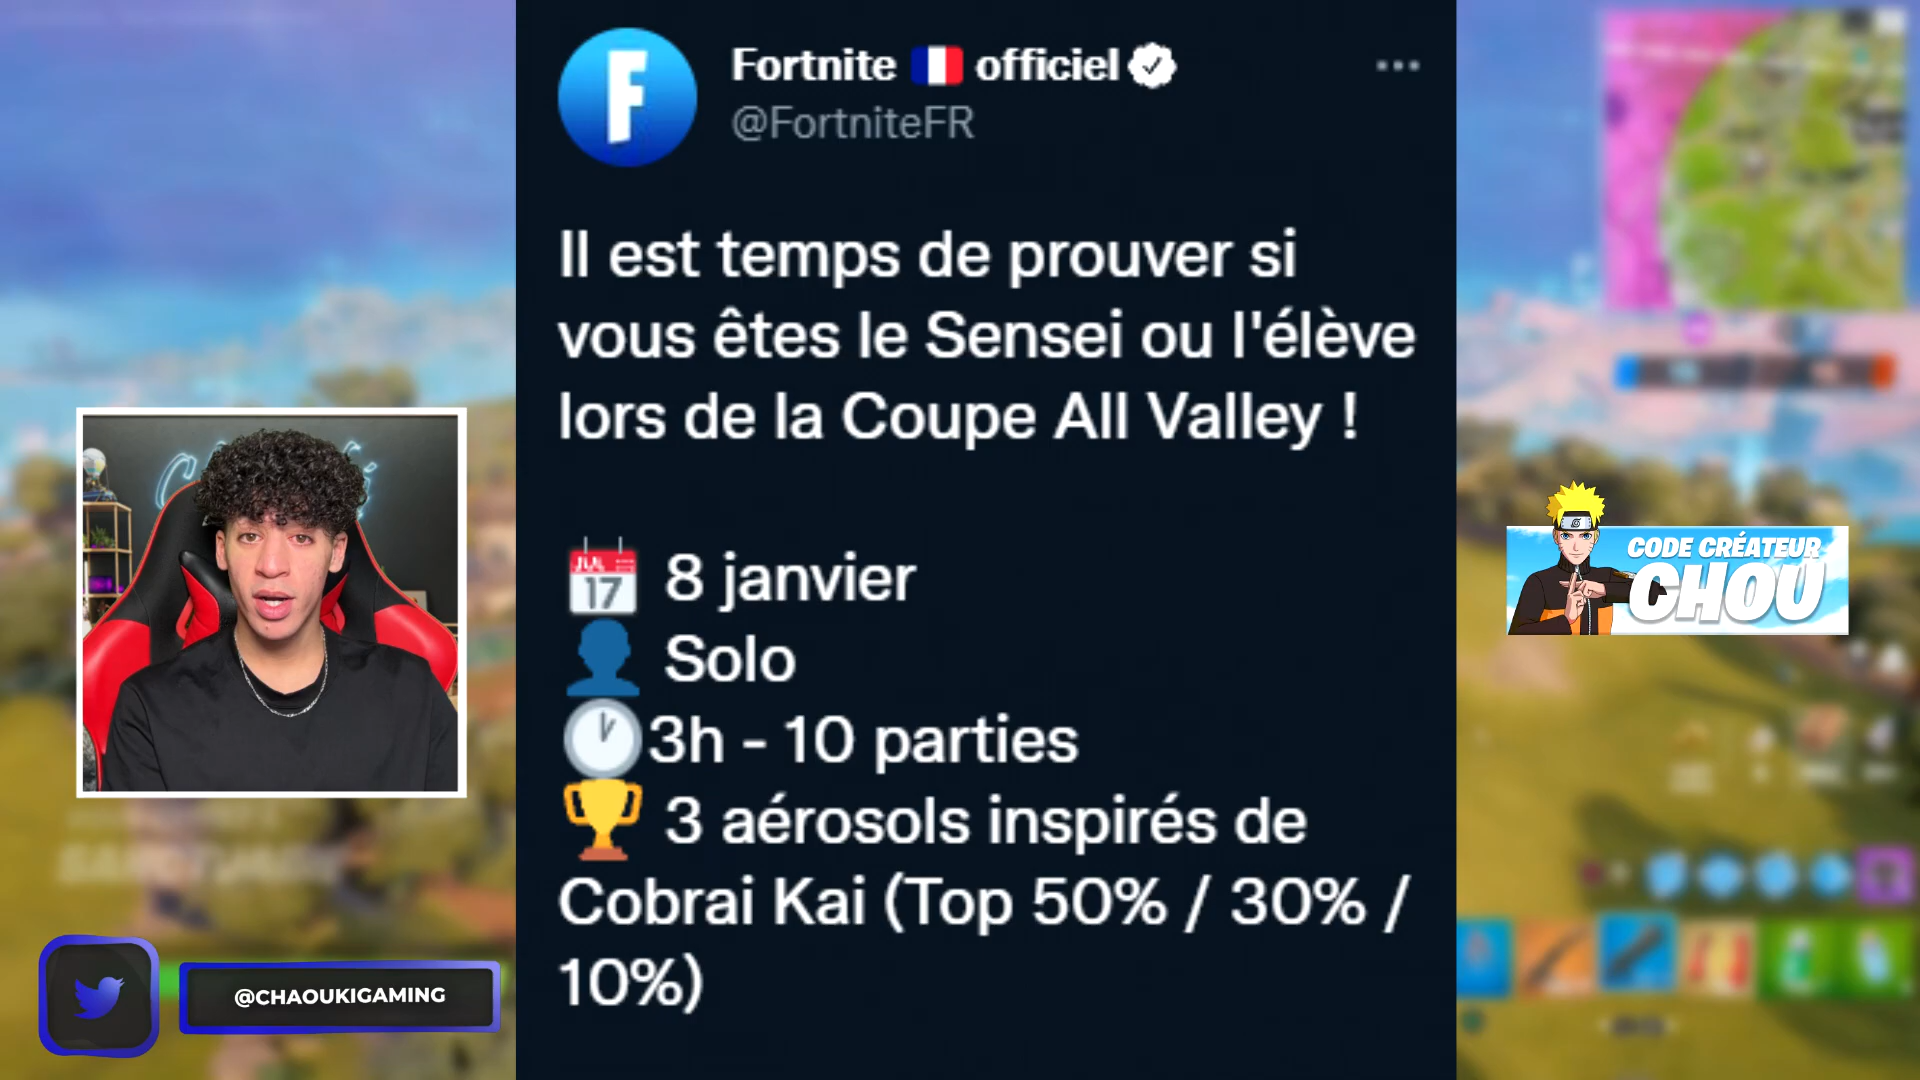 Fortnite 🇫🇷 officiel
@FortniteFR
Il est temps de prouver si
vous êtes le Sensei ou l'élève
lors de la Coupe All Valley !
JUL
17
8 janvier
Solo
3h - 10 parties
3 aérosols inspirés de
Cobrai Kai (Top 50% / 30% /
10%)
CODE CRÉATEUR
CHOU
@CHAOUKIGAMING